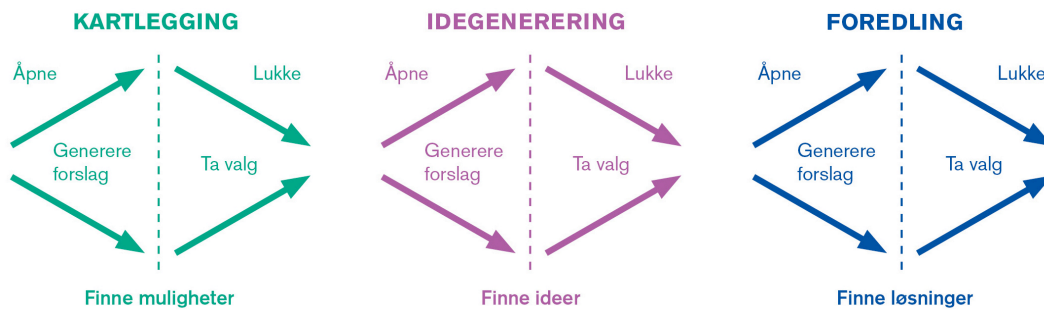 KARTLEGGING
Åpne
Lukke
Generere
forslag
Ta valg
Finne muligheter
IDEGENERERING
Åpne
Lukke
Generere
forslag
Ta valg
Finne ideer
FOREDLING
Åpne
Lukke
Generere
forslag
Ta valg
Finne løsninger